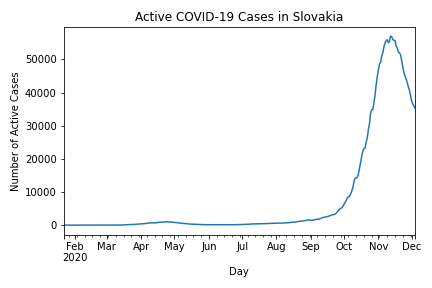 Active COVID-19 Cases in Slovakia
Number of Active Cases
50000
40000
30000
20000
10000
0
Feb Mar Apr May Jun Jul Aug Sep Oct Nov Dec
2020
Day